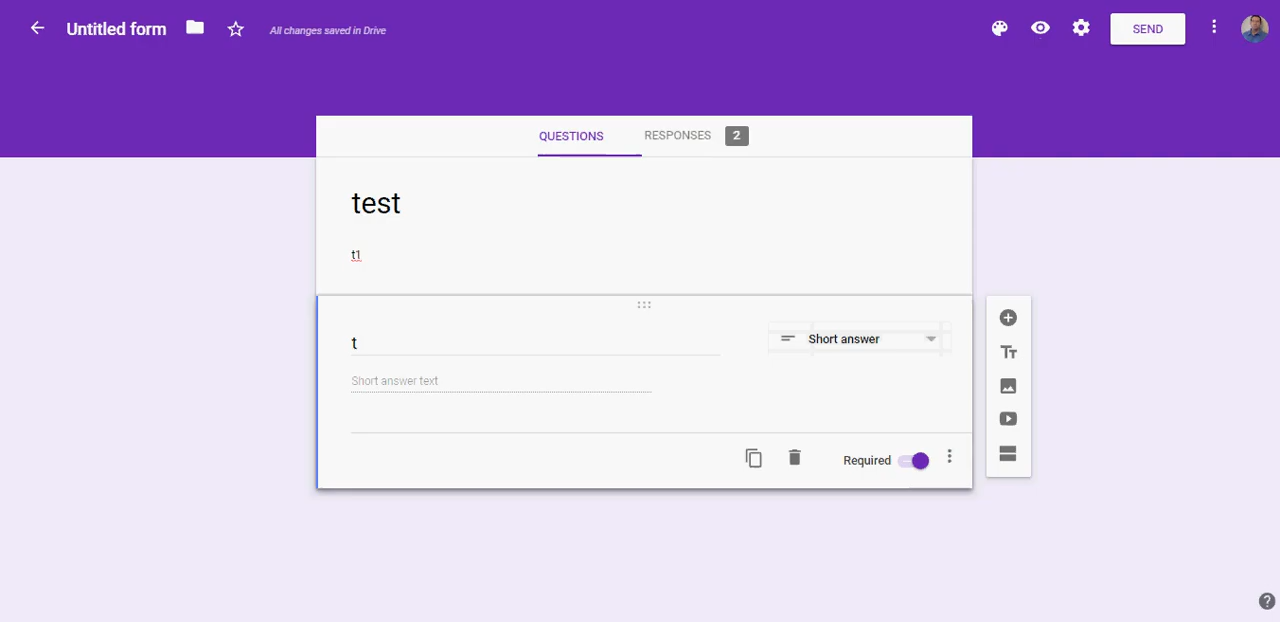 Untitled form
All changes saved in Drive
SEND
QUESTIONS
RESPONSES 2
test
t1
t
Short answer
Short answer text
Required